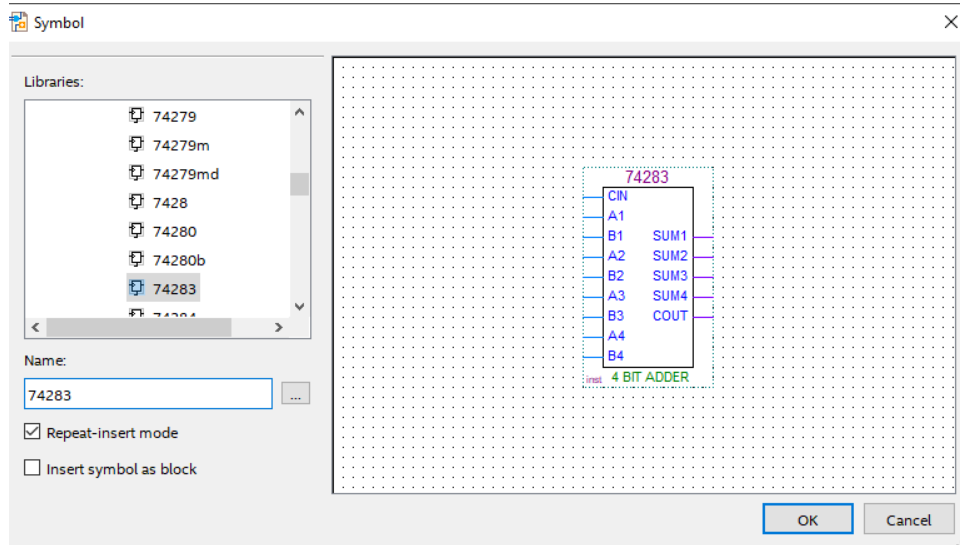 Symbol
Libraries:
74279
74279m
74279md
7428
74280
74280b
74283
Name:
74283
...
Repeat-insert mode
Insert symbol as block
74283
CIN
A1
B1 SUM1
A2 SUM2
B2 SUM3
A3 SUM4
B3 COUT
A4
B4
inst 4 BIT ADDER
OK Cancel